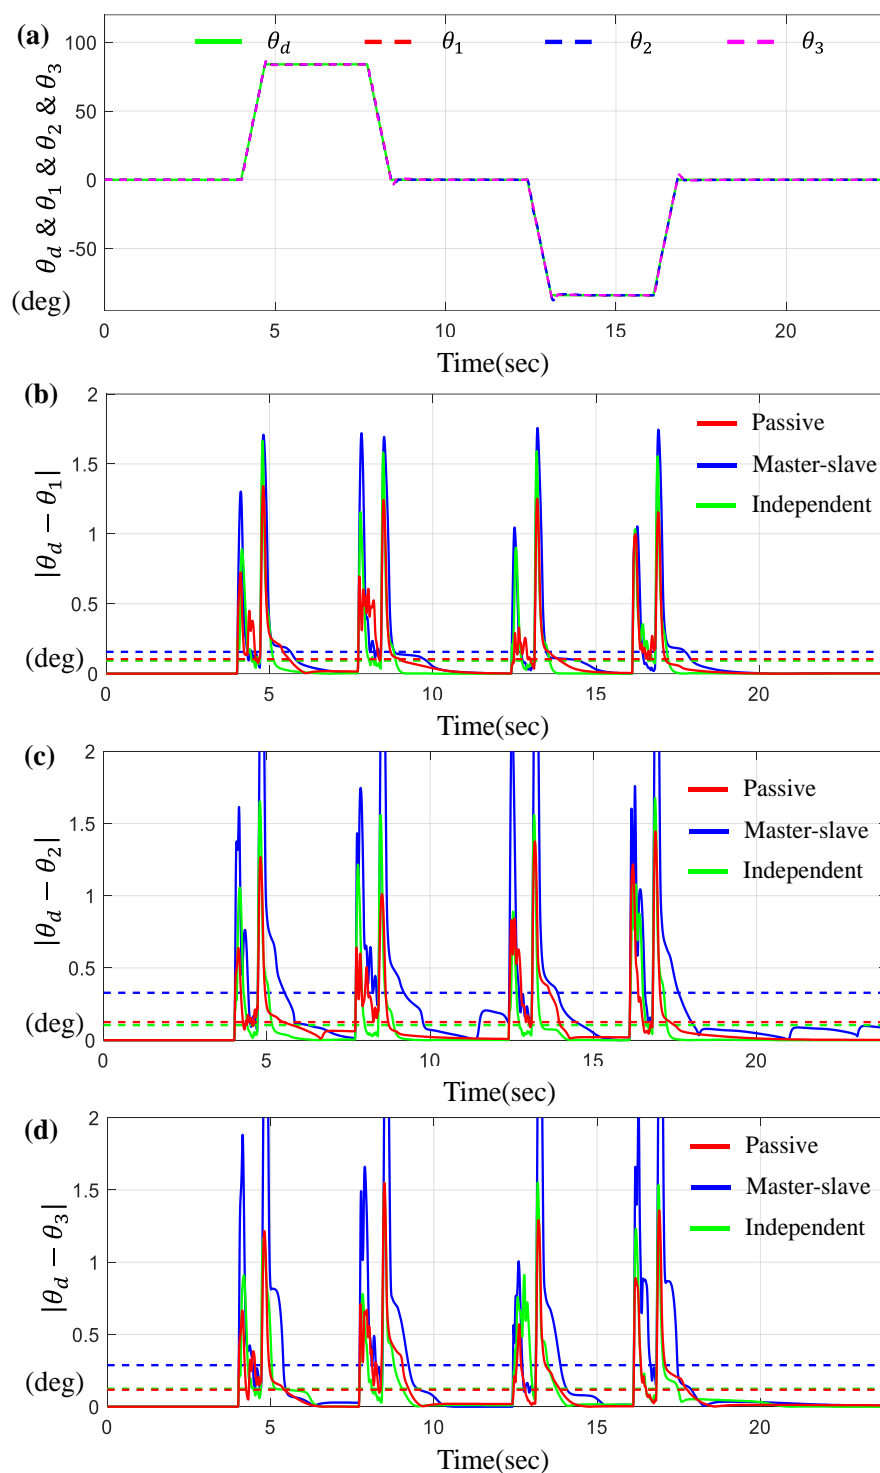 (a)
θd θ1 θ2 θ3
θd & θ1 & θ2 & θ3
(deg)
100
50
0
-50
0 5 10 15 20
Time(sec)
(b)
|θd − θ1|
(deg)
2
1.5
1
0.5
0
Passive
Master-slave
Independent
0 5 10 15 20
Time(sec)
(c)
|θd − θ2|
(deg)
2
1.5
1
0.5
0
Passive
Master-slave
Independent
0 5 10 15 20
Time(sec)
(d)
|θd − θ3|
(deg)
2
1.5
1
0.5
0
Passive
Master-slave
Independent
0 5 10 15 20
Time(sec)